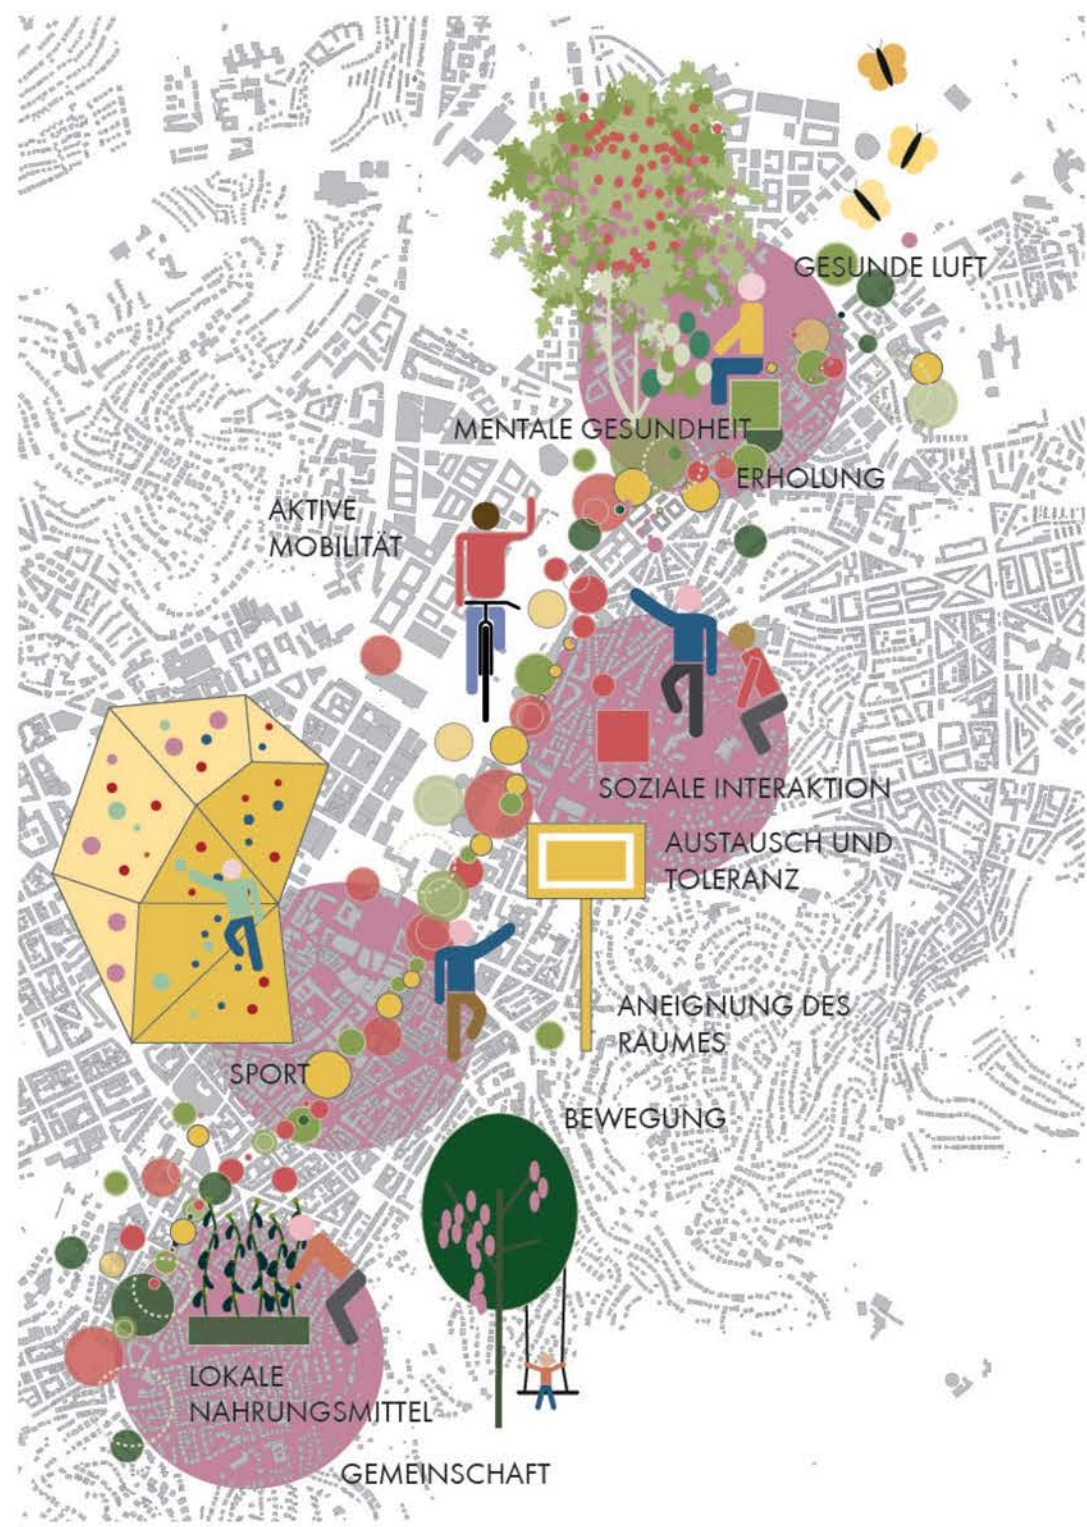 GESUNDE LUFT
MENTALE GESUNDHEIT
ERHOLUNG
AKTIVE
MOBILITÄT
SOZIALE INTERAKTION
AUSTAUSCH UND
TOLERANZ
ANEIGNUNG DES
RAUMES
SPORT
BEWEGUNG
LOKALE
NAHRUNGSMITTEL
GEMEINSCHAFT